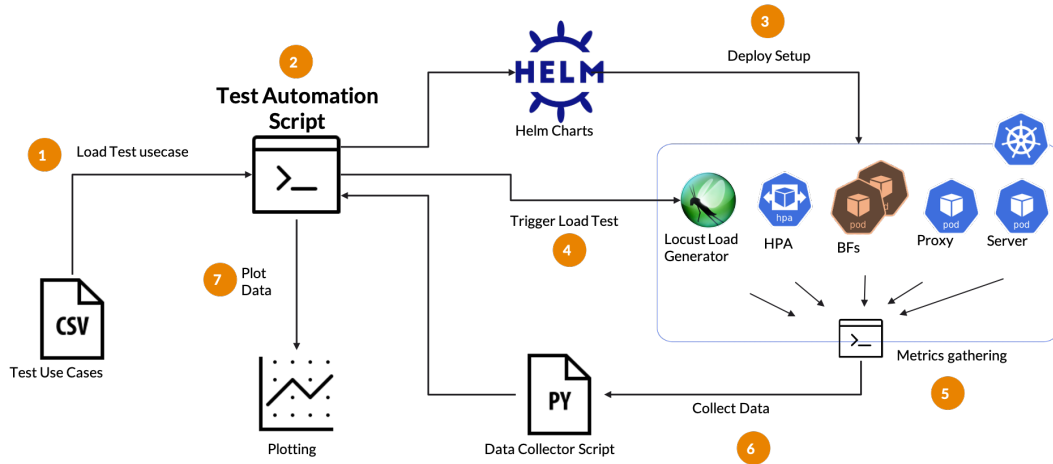 3
Deploy Setup
2
Test Automation
Script
HELM
Helm Charts
1
Load Test usecase
>_
Trigger Load Test
4
Locust Load
Generator
hpa
HPA
pod
BFs
pod
Proxy
pod
Server
7
Plot
Data
CSV
Test Use Cases
>_
Metrics gathering
5
PY
Collect Data
6
Plotting
Data Collector Script